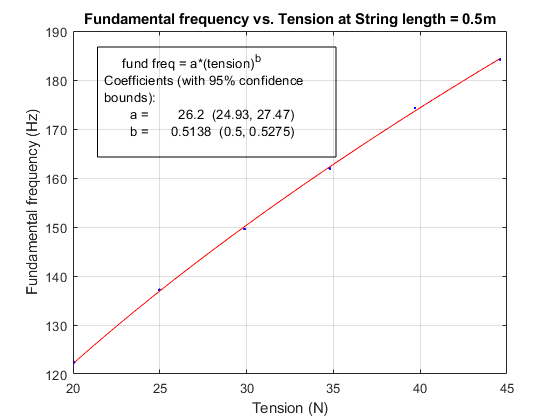 Fundamental frequency vs. Tension at String length = 0.5m
190
180
170
160
150
140
130
120
Fundamental frequency (Hz)
fund freq = a*(tension)^b
Coefficients (with 95% confidence
bounds):
a = 26.2 (24.93, 27.47)
b = 0.5138 (0.5, 0.5275)
20 25 30 35 40 45
Tension (N)